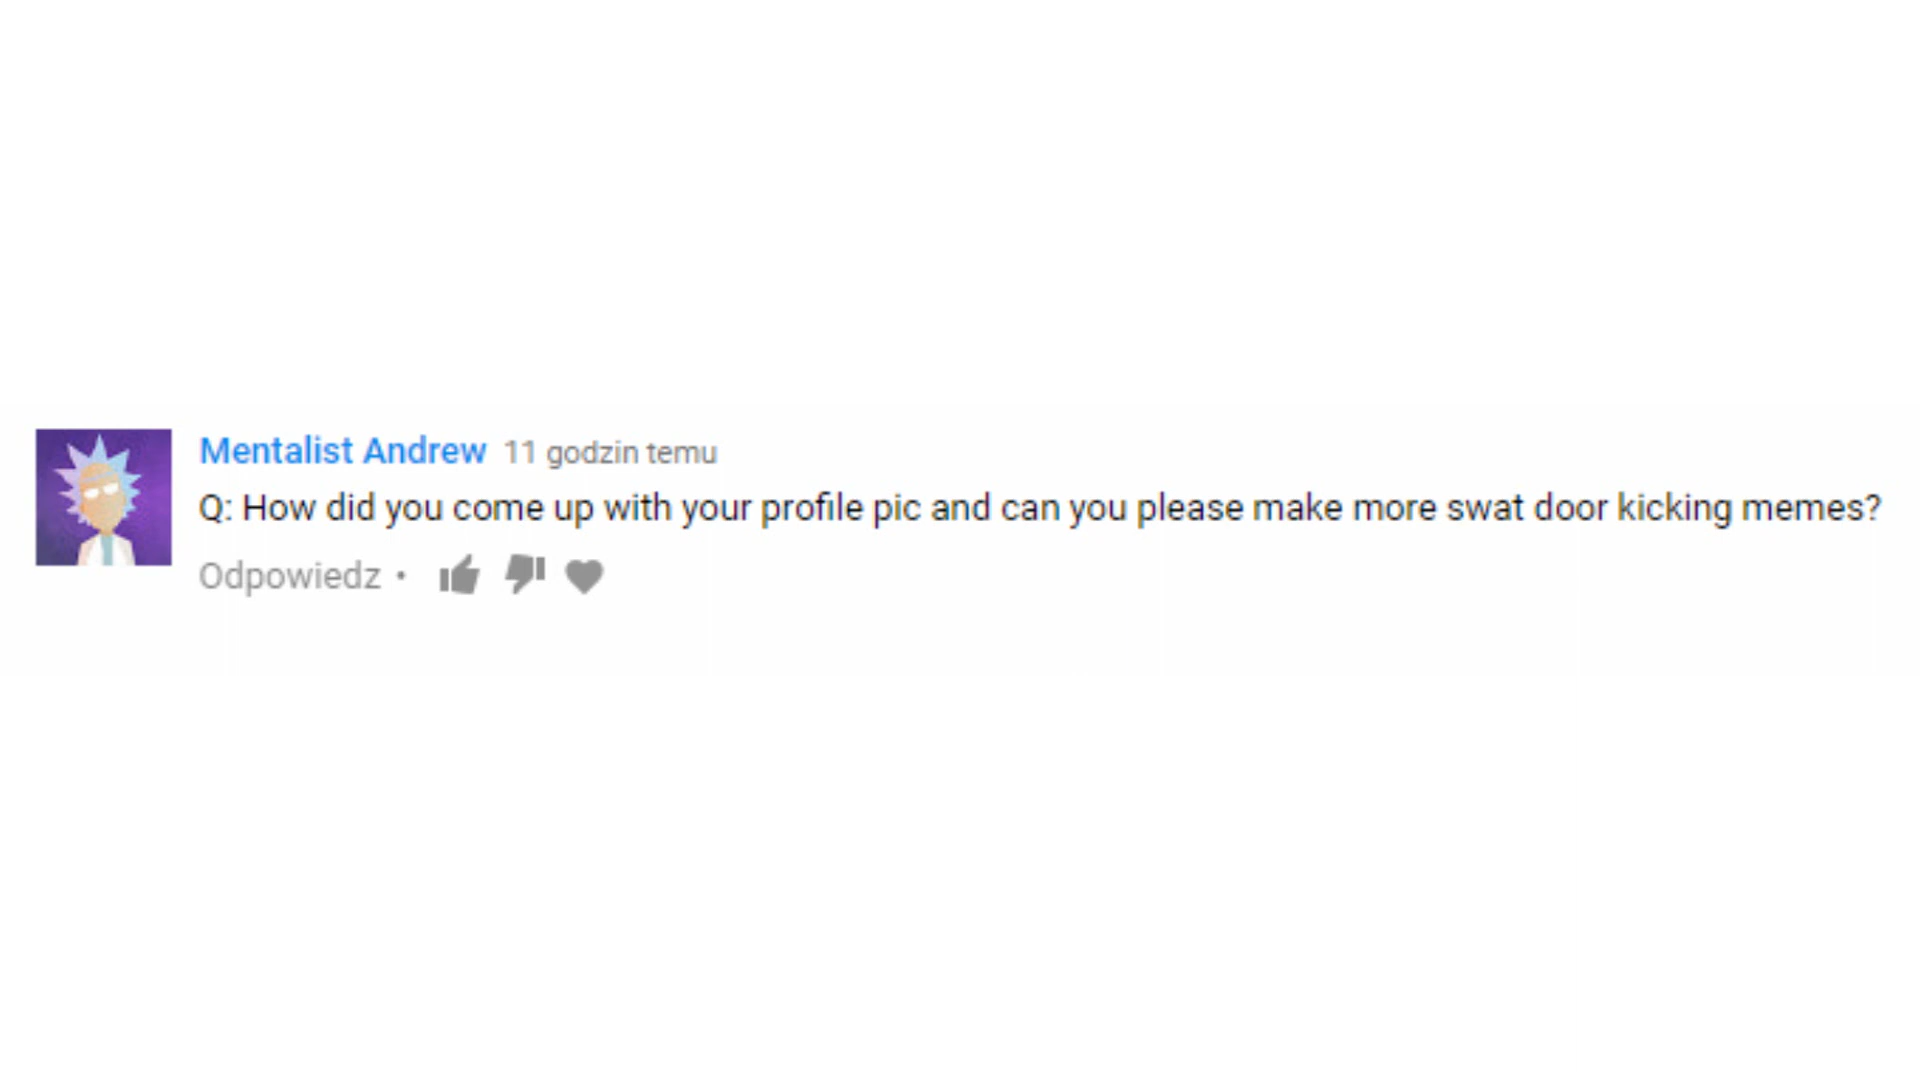 Mentalist Andrew 11 godzin temu
Q: How did you come up with your profile pic and can you please make more swat door kicking memes?
Odpowiedz •